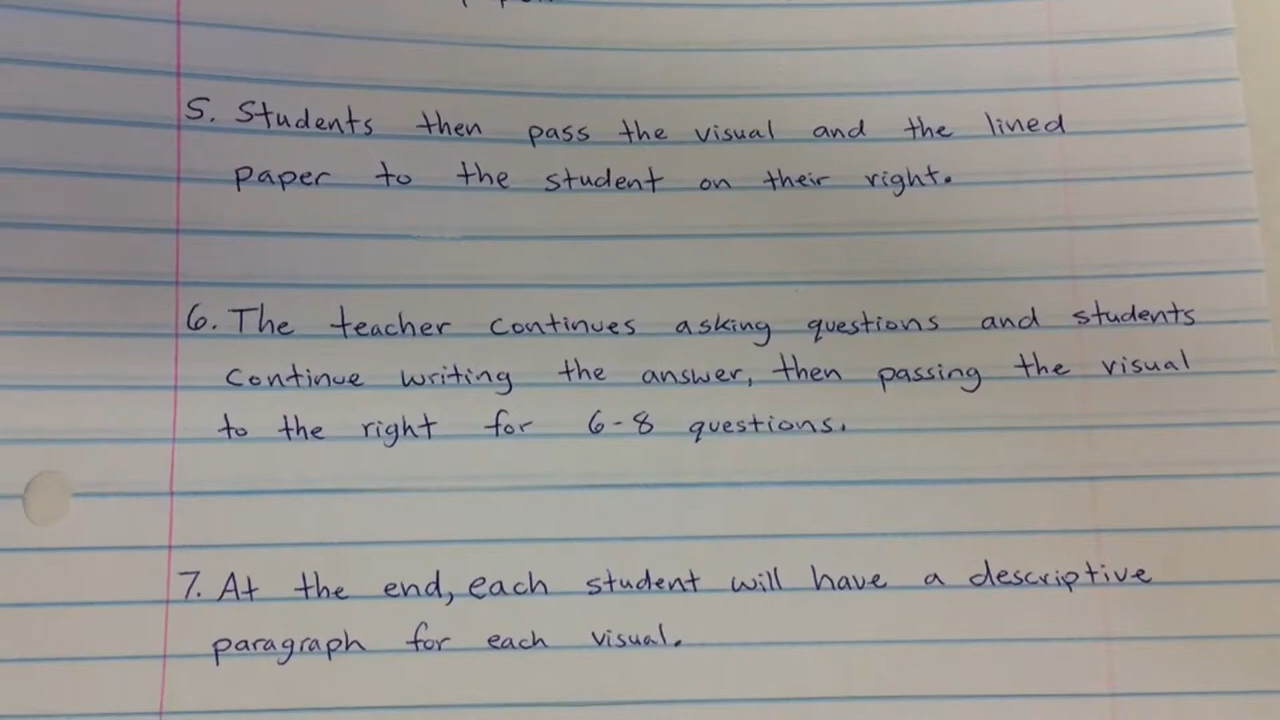 5. Students then pass the visual and the lined
paper to the student on their right.
6. The teacher continues asking questions and students
continue writing the answer, then passing the visual
to the right for 6-8 questions.
7. At the end, each student will have a descriptive
paragraph for each visual.